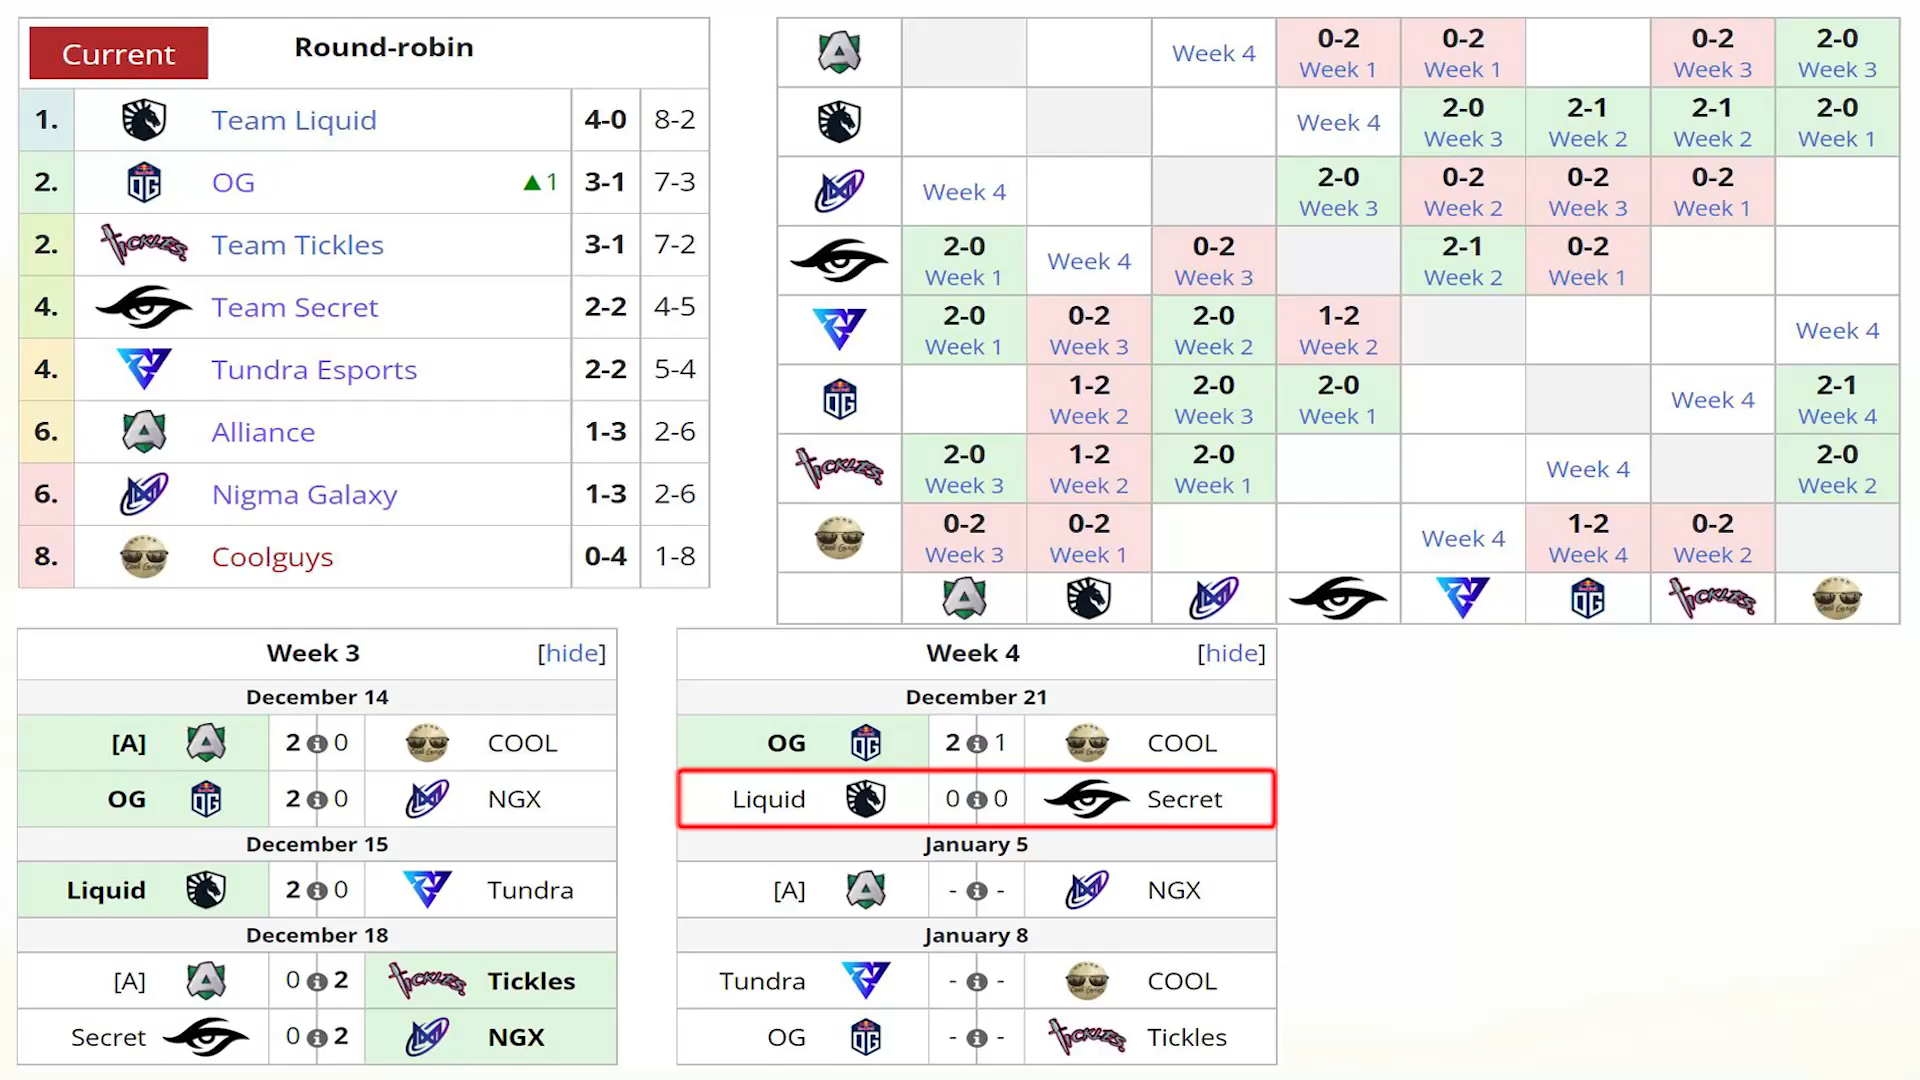 Current Round-robin
1. Team Liquid 4-0 8-2
2. OG ▲1 3-1 7-3
2. Team Tickles 3-1 7-2
4. Team Secret 2-2 4-5
4. Tundra Esports 2-2 5-4
6. Alliance 1-3 2-6
6. Nigma Galaxy 1-3 2-6
8. Coolguys 0-4 1-8
0-2 0-2 0-2 2-0
Week 4 Week 1 Week 1 Week 3 Week 3
2-0 2-1 2-1 2-0
Week 4 Week 3 Week 2 Week 2 Week 1
2-0 0-2 0-2 0-2
Week 4 Week 3 Week 2 Week 3 Week 1
2-0 0-2 2-1 0-2
Week 1 Week 4 Week 3 Week 2 Week 1
2-0 0-2 2-0 1-2
Week 1 Week 3 Week 2 Week 2 Week 4
OG 1-2 2-0 2-0 2-1
Week 2 Week 3 Week 1 Week 4 Week 4
TICKLES 2-0 1-2 2-0 2-0
Week 3 Week 2 Week 1 Week 4 Week 2
0-2 0-2 1-2 0-2
Week 3 Week 1 Week 4 Week 4 Week 2
OG TICKLES
Week 3 [hide]
December 14
[A] 2 0 COOL
OG 2 0 NGX
December 15
Liquid 2 0 Tundra
December 18
[A] 0 2 Tickles
Secret 0 2 NGX
Week 4 [hide]
December 21
OG 2 1 COOL
Liquid 0 0 Secret
January 5
[A] - - NGX
January 8
Tundra - - COOL
OG - - Tickles